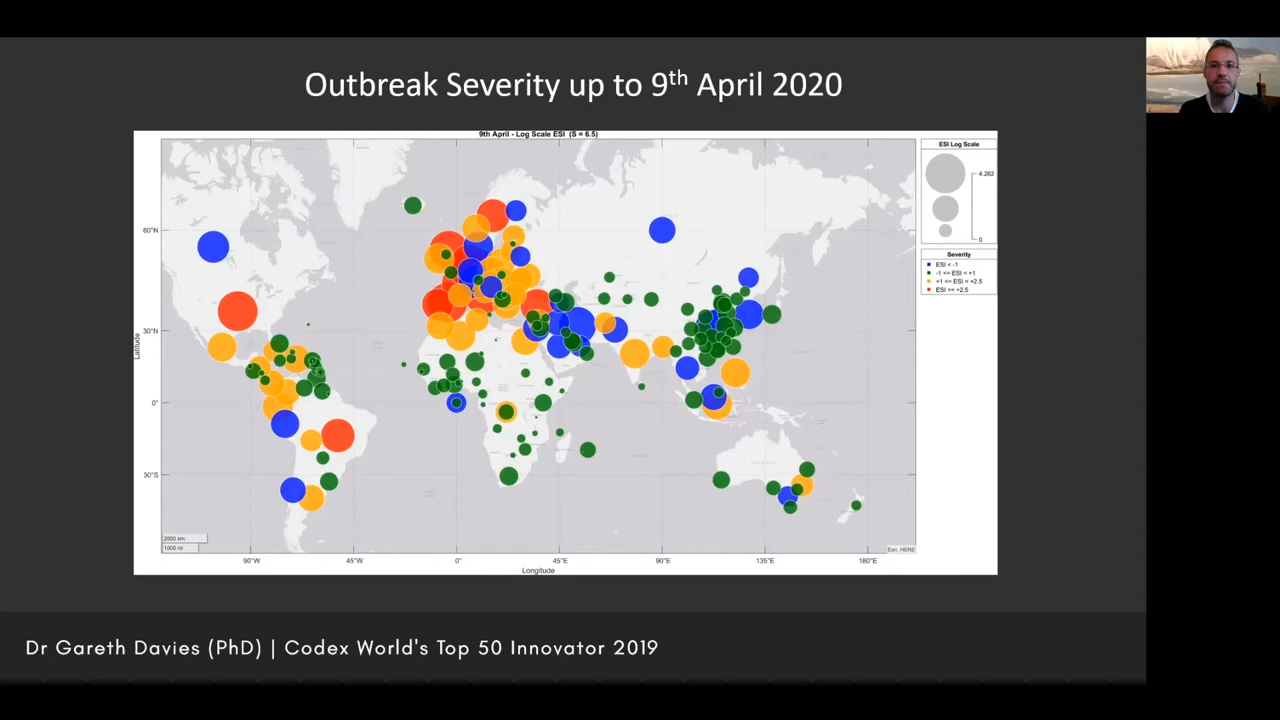 Outbreak Severity up to 9th April 2020
9th April - Log Scale ESI (S = 6.5)
ESI Log Scale
4.262
0
Severity
ESI < -1
-1 <= ESI < +1
+1 <= ESI < +2.5
ESI >= +2.5
60°N
30°N
0°
30°S
Latitude
2000 km
1000 mi
Esri, HERE
90°W
45°W
0°
45°E
90°E
135°E
180°E
Longitude
Dr Gareth Davies (PhD) | Codex World's Top 50 Innovator 2019